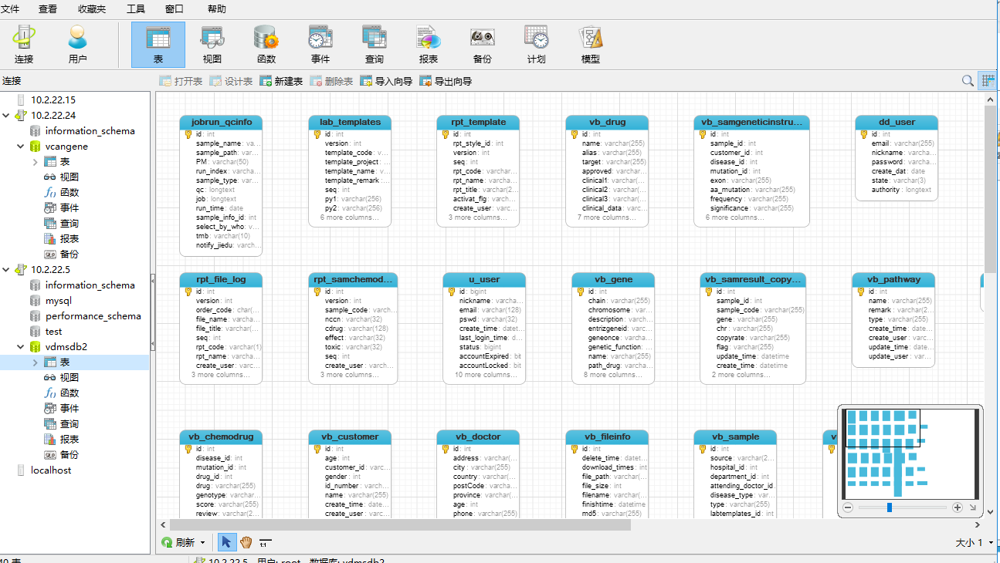 文件 查看 收藏夹 工具 窗口 帮助
连接 用户 表 视图 函数 事件 查询 报表 备份 计划 模型
连接
打开表 设计表 新建表 删除表 导入向导 导出向导
10.2.22.15
10.2.22.24
information_schema
vcangene
表
视图
函数
事件
查询
报表
备份
10.2.22.5
information_schema
mysql
performance_schema
test
vdmsdb2
表
视图
函数
事件
查询
报表
备份
localhost
jobrun_qcinfo
id: int
sample_name: va...
sample_path: var...
PM: varchar(50)
run_index: varcha...
sample_type: var...
qc: longtext
job: longtext
run_time: date
sample_info_id: int
select_by_who: v...
tmb: varchar(10)
notify_jiedu: varch...
lab_templates
id: int
version: int
template_code: v...
template_project: ...
template_name: v...
template_remark: ...
seq: int
py1: varchar(256)
py2: varchar(256)
6 more columns...
rpt_template
id: int
rpt_style_id: int
version: int
seq: int
rpt_code: varchar(...
rpt_name: varcha...
rpt_title: varchar(2...
activat_flg: varch...
create_user: varc...
3 more columns...
vb_drug
id: int
name: varchar(255)
alias: varchar(255)
target: varchar(255)
approved: varchar...
clinical1: varchar(...
clinical2: varchar(...
clinical3: varchar(...
clinical_data: varc...
7 more columns...
vb_samgeneticinstru...
id: int
sample_id: int
customer_id: int
disease_id: int
mutation_id: int
exon: varchar(255)
aa_mutation: varchar(255)
frequency: varchar(255)
significance: varchar(255)
6 more columns...
dd_user
id: int
email: varchar(255)
nickname: varchar...
password: varcha...
create_dat: date
state: varchar(3)
authority: longtext
rpt_file_log
id: int
version: int
order_code: char(...
file_name: varcha...
file_title: varchar(...
seq: int
rpt_code: varchar(1)
rpt_name: varcha...
create_user: varc...
3 more columns...
rpt_samchemod...
id: int
version: int
sample_code: varch...
nccn: varchar(32)
cdrug: varchar(128)
effect: varchar(32)
toxic: varchar(32)
seq: int
create_user: varchar...
3 more columns...
u_user
id: bigint
nickname: varcha...
email: varchar(128)
pswd: varchar(32)
create_time: datet...
last_login_time: d...
status: bigint
accountExpired: bit
accountLocked: bit
10 more columns...
vb_gene
id: int
chain: varchar(255)
chromosome: var...
description: varch...
entrizgeneid: varc...
geneonce: varcha...
genetic_function: ...
name: varchar(255)
path_drug: varcha...
8 more columns...
vb_samresult_copy...
id: int
sample_id: int
sample_code: varchar(255)
gene: varchar(255)
chr: varchar(255)
copyrate: varchar(255)
flag: varchar(255)
update_time: datetime
create_time: datetime
2 more columns...
vb_pathway
id: int
name: varchar(255)
remark: varchar(2...
type: varchar(255)
create_time: datet...
create_user: varc...
update_time: date...
update_user: var...
vb_chemodrug
id: int
disease_id: int
mutation_id: int
drug_id: int
drug: varchar(255)
genotype: varchar...
score: varchar(255)
review: varchar(2...
vb_customer
id: int
age: int
customer_id: varc...
gender: int
id_number: varch...
name: varchar(255)
create_time: date...
create_user: varc...
vb_doctor
id: int
address: varchar(...
city: varchar(255)
country: varchar(...
postCode: varcha...
province: varchar(...
age: int
phone: varchar(255)
vb_fileinfo
id: int
delete_time: datet...
download_times: int
file_path: varchar(...
file_size: int
filename: varchar(...
finishtime: datetime
md5: varchar(255)
vb_sample
id: int
source: varchar(2...
hospital_id: int
department_id: int
attending_doctor_id
disease_type: var...
type: varchar(255)
labtemplates_id: int
刷新 1:1 大小 1
10.2.22.5 用户: root 数据库: vdmsdb2